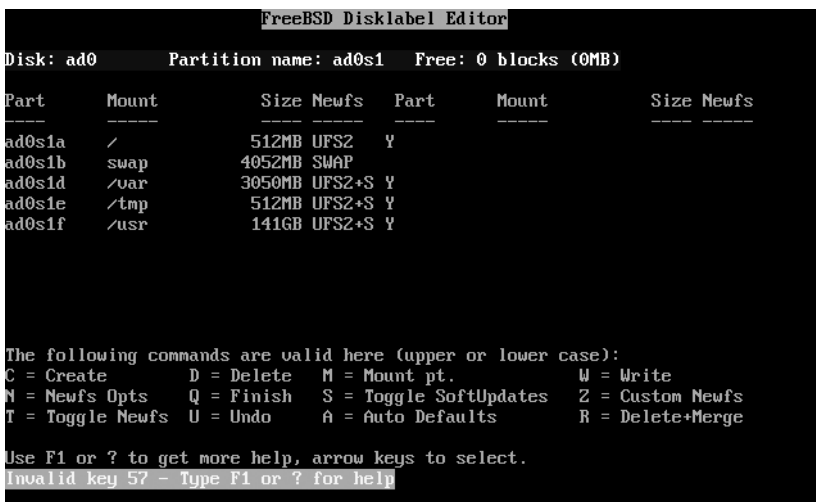 FreeBSD Disklabel Editor
Disk: ad0 Partition name: ad0s1 Free: 0 blocks (0MB)
Part Mount Size Newfs Part Mount Size Newfs
---- ----- ---- ----- ---- ----- ---- -----
ad0s1a / 512MB UFS2 Y
ad0s1b swap 4052MB SWAP
ad0s1d /var 3050MB UFS2+S Y
ad0s1e /tmp 512MB UFS2+S Y
ad0s1f /usr 141GB UFS2+S Y
The following commands are valid here (upper or lower case):
C = Create D = Delete M = Mount pt. W = Write
N = Newfs Opts Q = Finish S = Toggle SoftUpdates Z = Custom Newfs
T = Toggle Newfs U = Undo A = Auto Defaults R = Delete+Merge
Use F1 or ? to get more help, arrow keys to select.
Invalid key 57 - Type F1 or ? for help